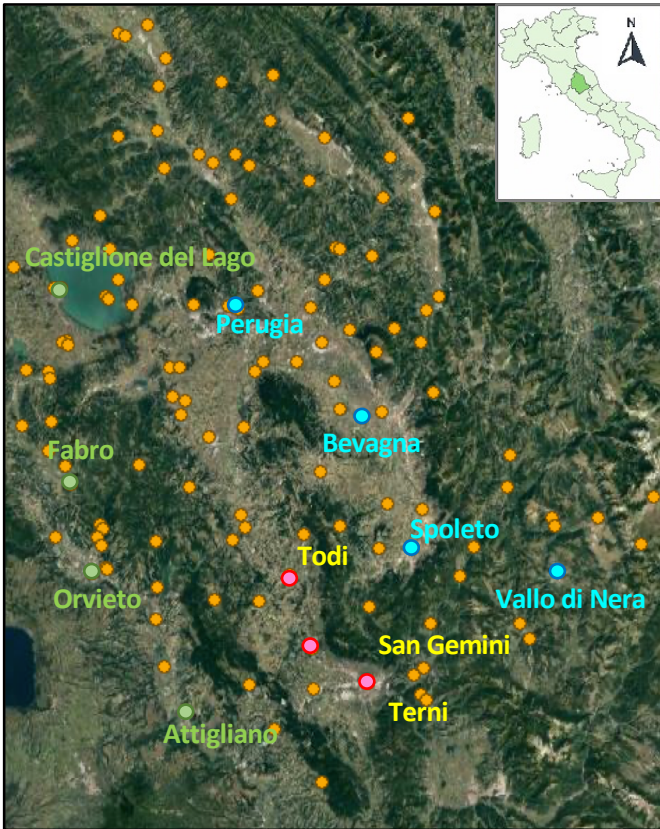 N
Castiglione del Lago
Perugia
Bevagna
Fabro
Spoleto
Todi
Orvieto
Vallo di Nera
San Gemini
Terni
Attigliano